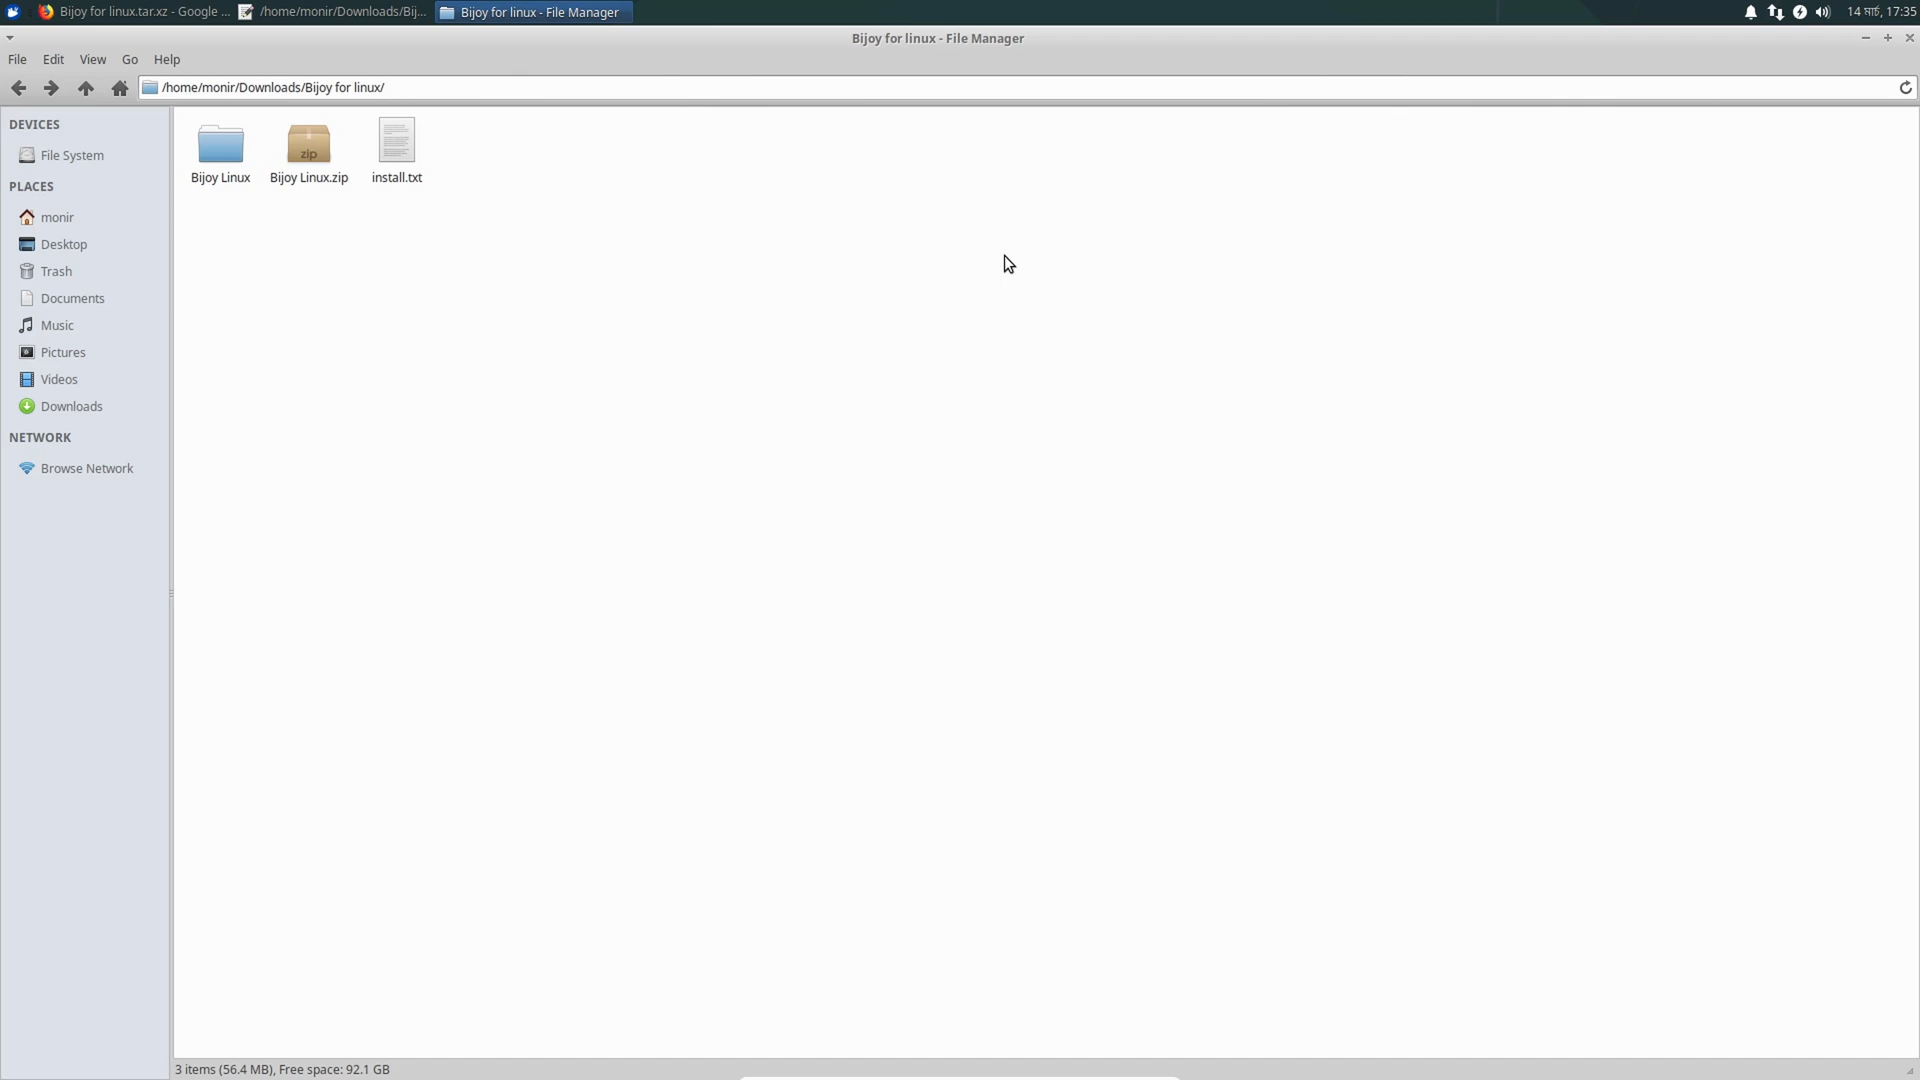 Bijoy for linux.tar.xz - Google ...
/home/monir/Downloads/Bij...
Bijoy for linux - File Manager
14 মার্চ, 17:35
Bijoy for linux - File Manager
File Edit View Go Help
/home/monir/Downloads/Bijoy for linux/
DEVICES
File System
PLACES
monir
Desktop
Trash
Documents
Music
Pictures
Videos
Downloads
NETWORK
Browse Network
zip
Bijoy Linux
Bijoy Linux.zip
install.txt
3 items (56.4 MB), Free space: 92.1 GB